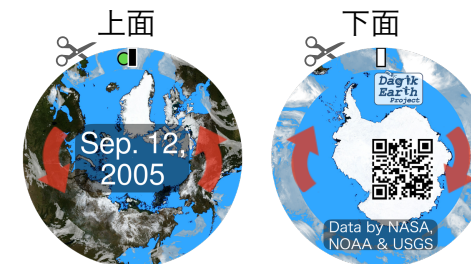 上面
下面
Sep. 12,
2005
Dagik
Earth
Project
Data by NASA,
NOAA & USGS